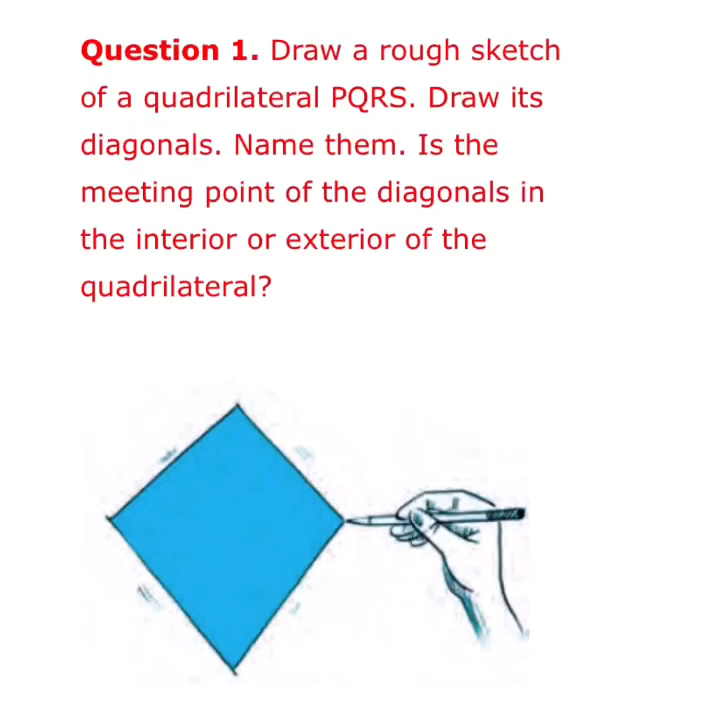 Question 1. Draw a rough sketch
of a quadrilateral PQRS. Draw its
diagonals. Name them. Is the
meeting point of the diagonals in
the interior or exterior of the
quadrilateral?